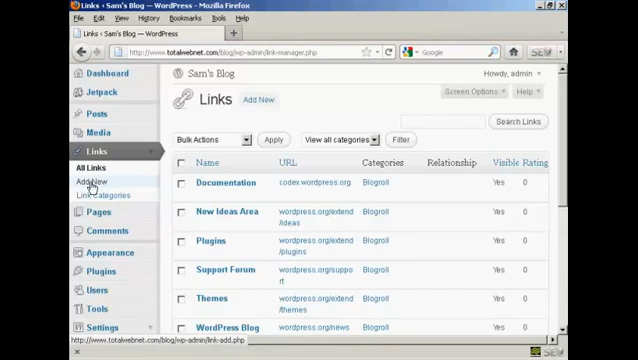 Links ‹ Sam's Blog — WordPress - Mozilla Firefox
File Edit View History Bookmarks Tools Help
Links ‹ Sam's Blog — WordPress
http://www.totalwebnet.com/blog/wp-admin/link-manager.php
Google
SEO
Sam's Blog
Howdy, admin
Dashboard
Jetpack
Posts
Media
Links
All Links
Add New
Link Categories
Pages
Comments
Appearance
Plugins
Users
Tools
Settings
Links Add New
Screen Options
Help
Search Links
Bulk Actions
Apply
View all categories
Filter
Name URL Categories Relationship Visible Rating
Documentation codex.wordpress.org Blogroll Yes 0
New Ideas Area wordpress.org/extend Blogroll Yes 0
/ideas
Plugins wordpress.org/extend Blogroll Yes 0
/plugins
Support Forum wordpress.org/suppo Blogroll Yes 0
rt
Themes wordpress.org/extend Blogroll Yes 0
/themes
WordPress Blog wordpress.org/news Blogroll Yes 0
http://www.totalwebnet.com/blog/wp-admin/link-add.php
SEO